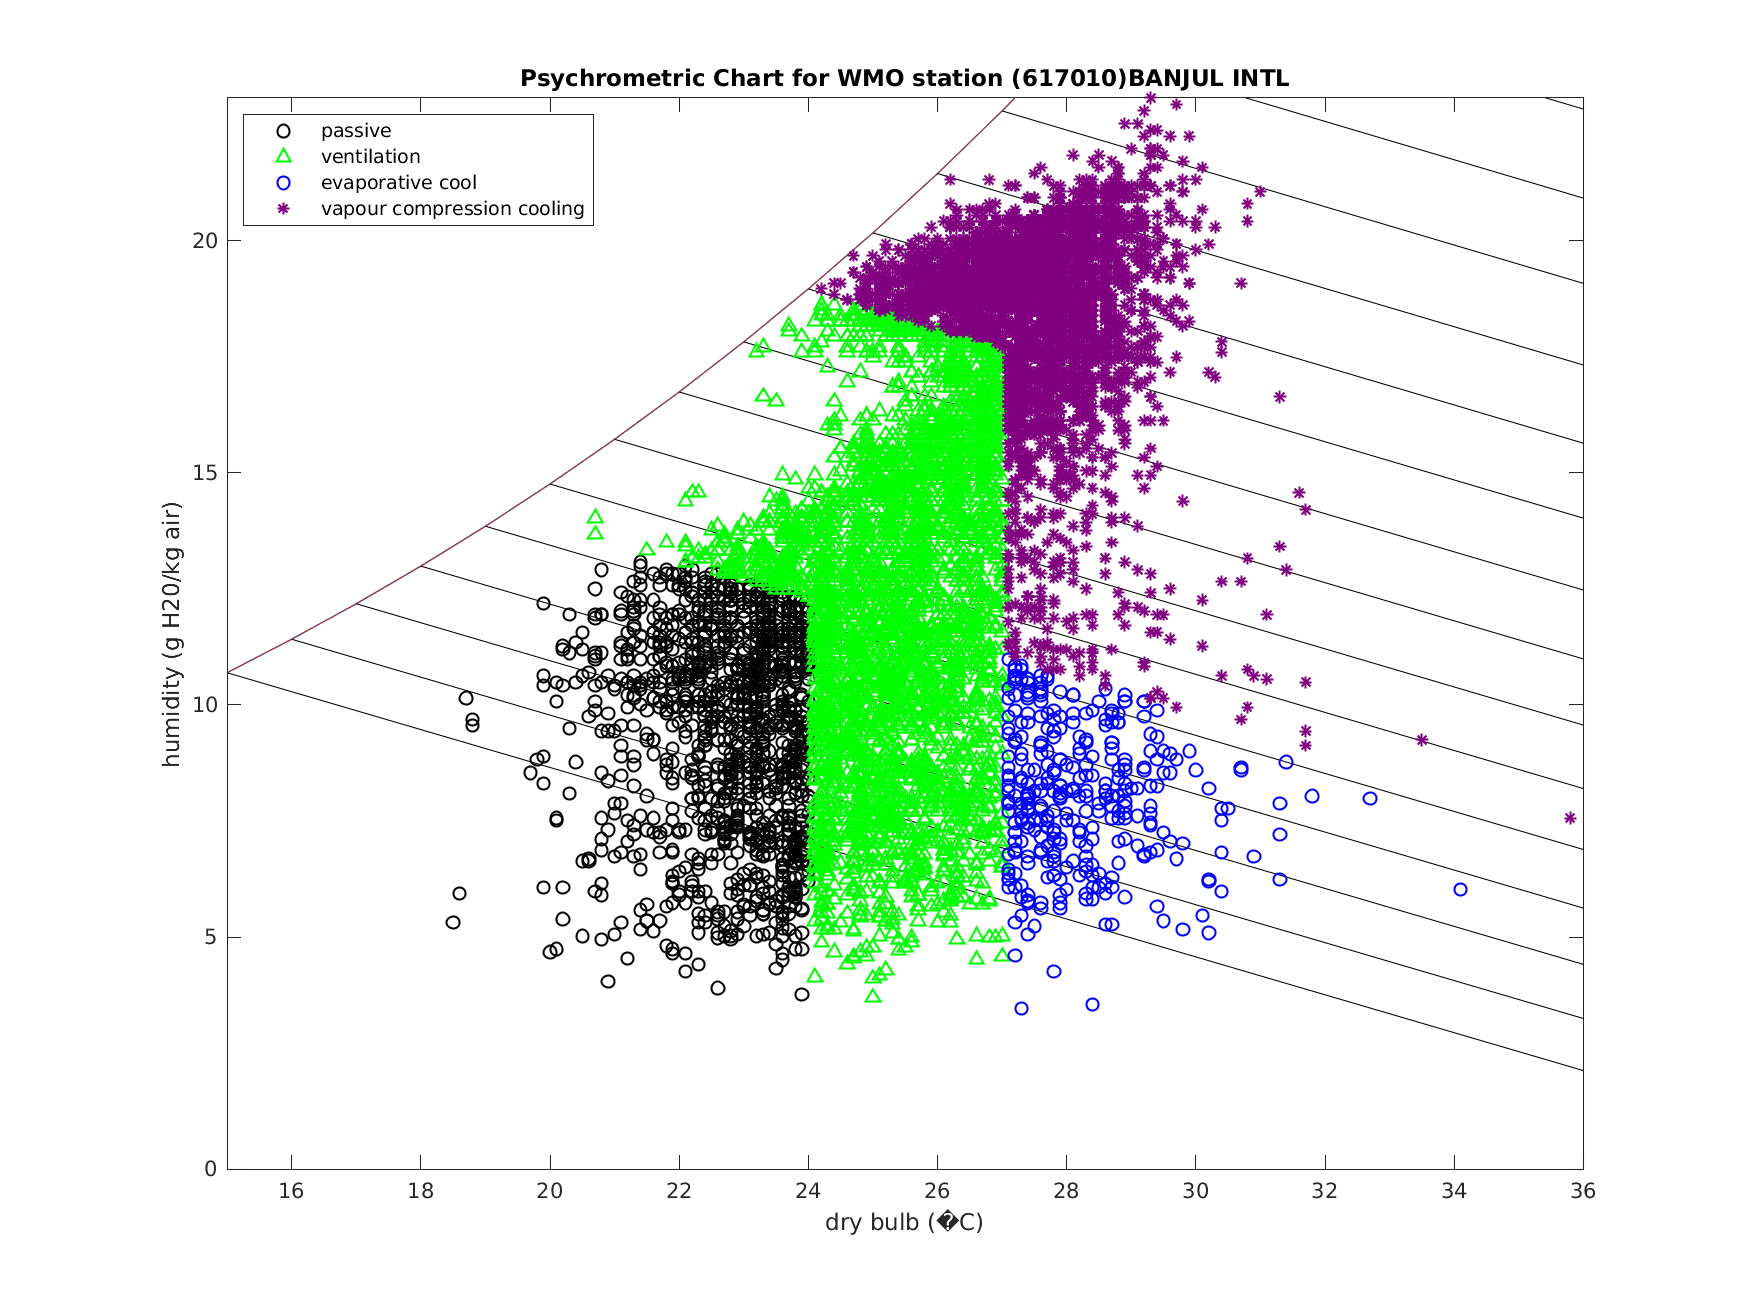 Psychrometric Chart for WMO station (617010)BANJUL INTL
passive
ventilation
evaporative cool
vapour compression cooling
humidity (g H20/kg air)
20
15
10
5
0
16 18 20 22 24 26 28 30 32 34 36
dry bulb (�C)